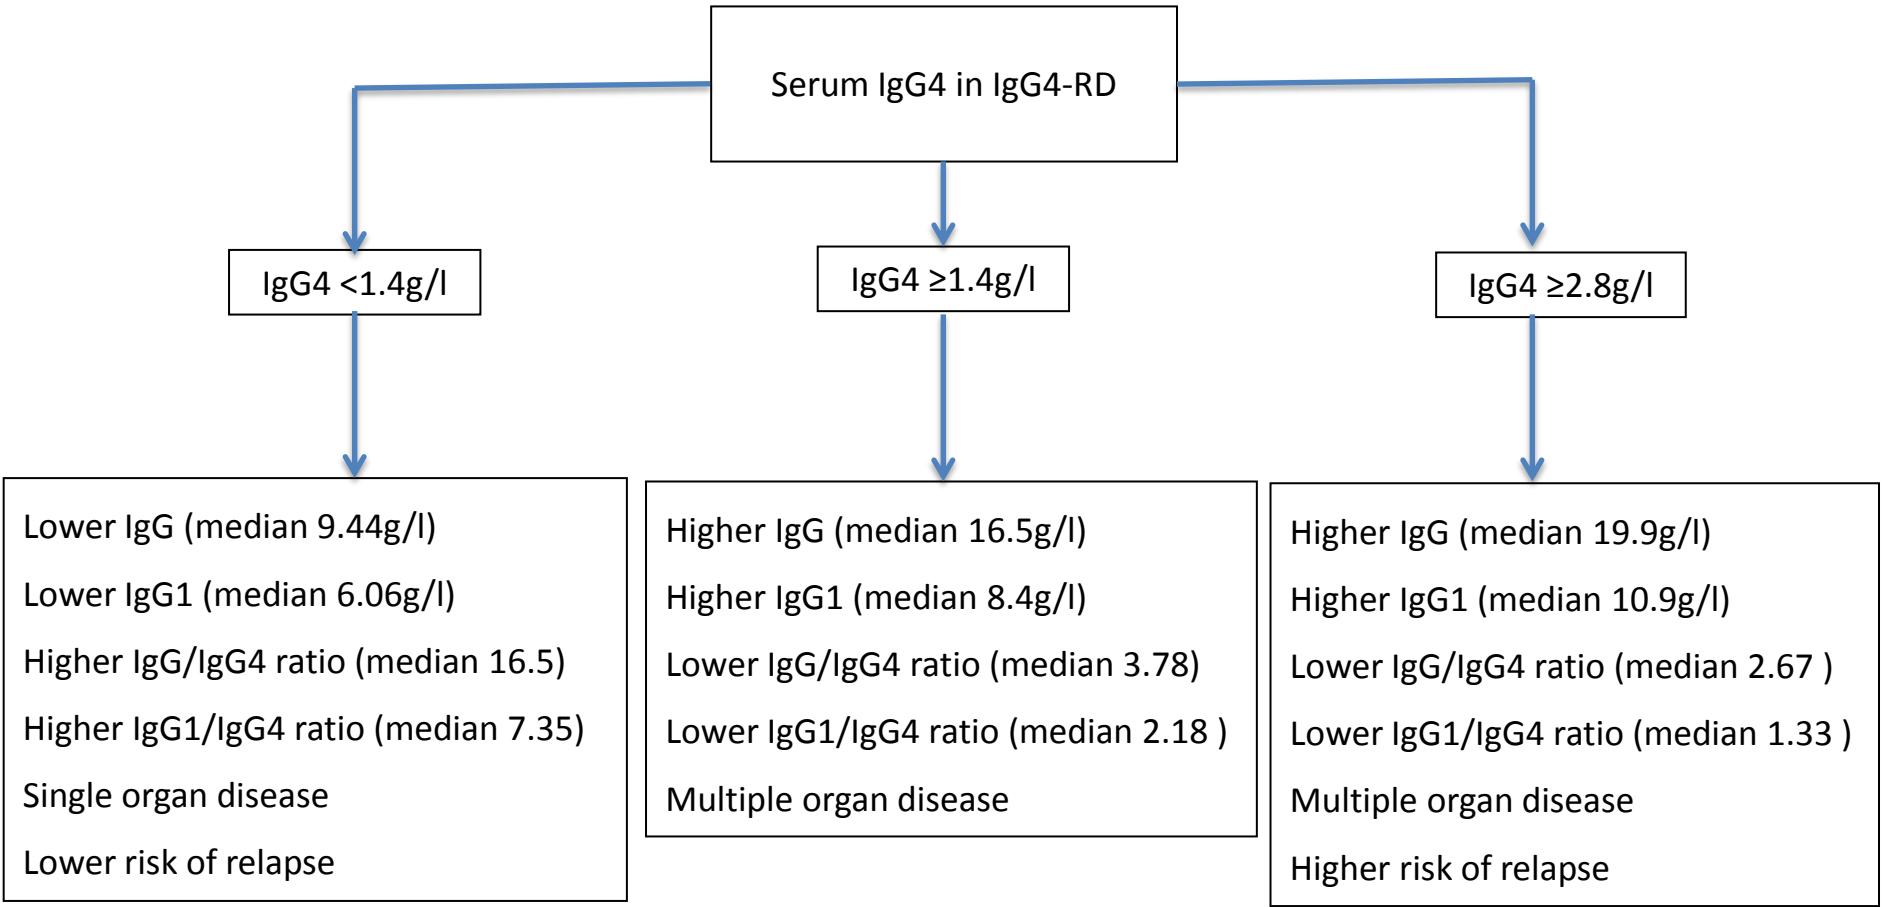 Serum IgG4 in IgG4-RD
IgG4 <1.4g/l
IgG4 ≥1.4g/l
IgG4 ≥2.8g/l
Lower IgG (median 9.44g/l)
Lower IgG1 (median 6.06g/l)
Higher IgG/IgG4 ratio (median 16.5)
Higher IgG1/IgG4 ratio (median 7.35)
Single organ disease
Lower risk of relapse
Higher IgG (median 16.5g/l)
Higher IgG1 (median 8.4g/l)
Lower IgG/IgG4 ratio (median 3.78)
Lower IgG1/IgG4 ratio (median 2.18 )
Multiple organ disease
Higher IgG (median 19.9g/l)
Higher IgG1 (median 10.9g/l)
Lower IgG/IgG4 ratio (median 2.67 )
Lower IgG1/IgG4 ratio (median 1.33 )
Multiple organ disease
Higher risk of relapse